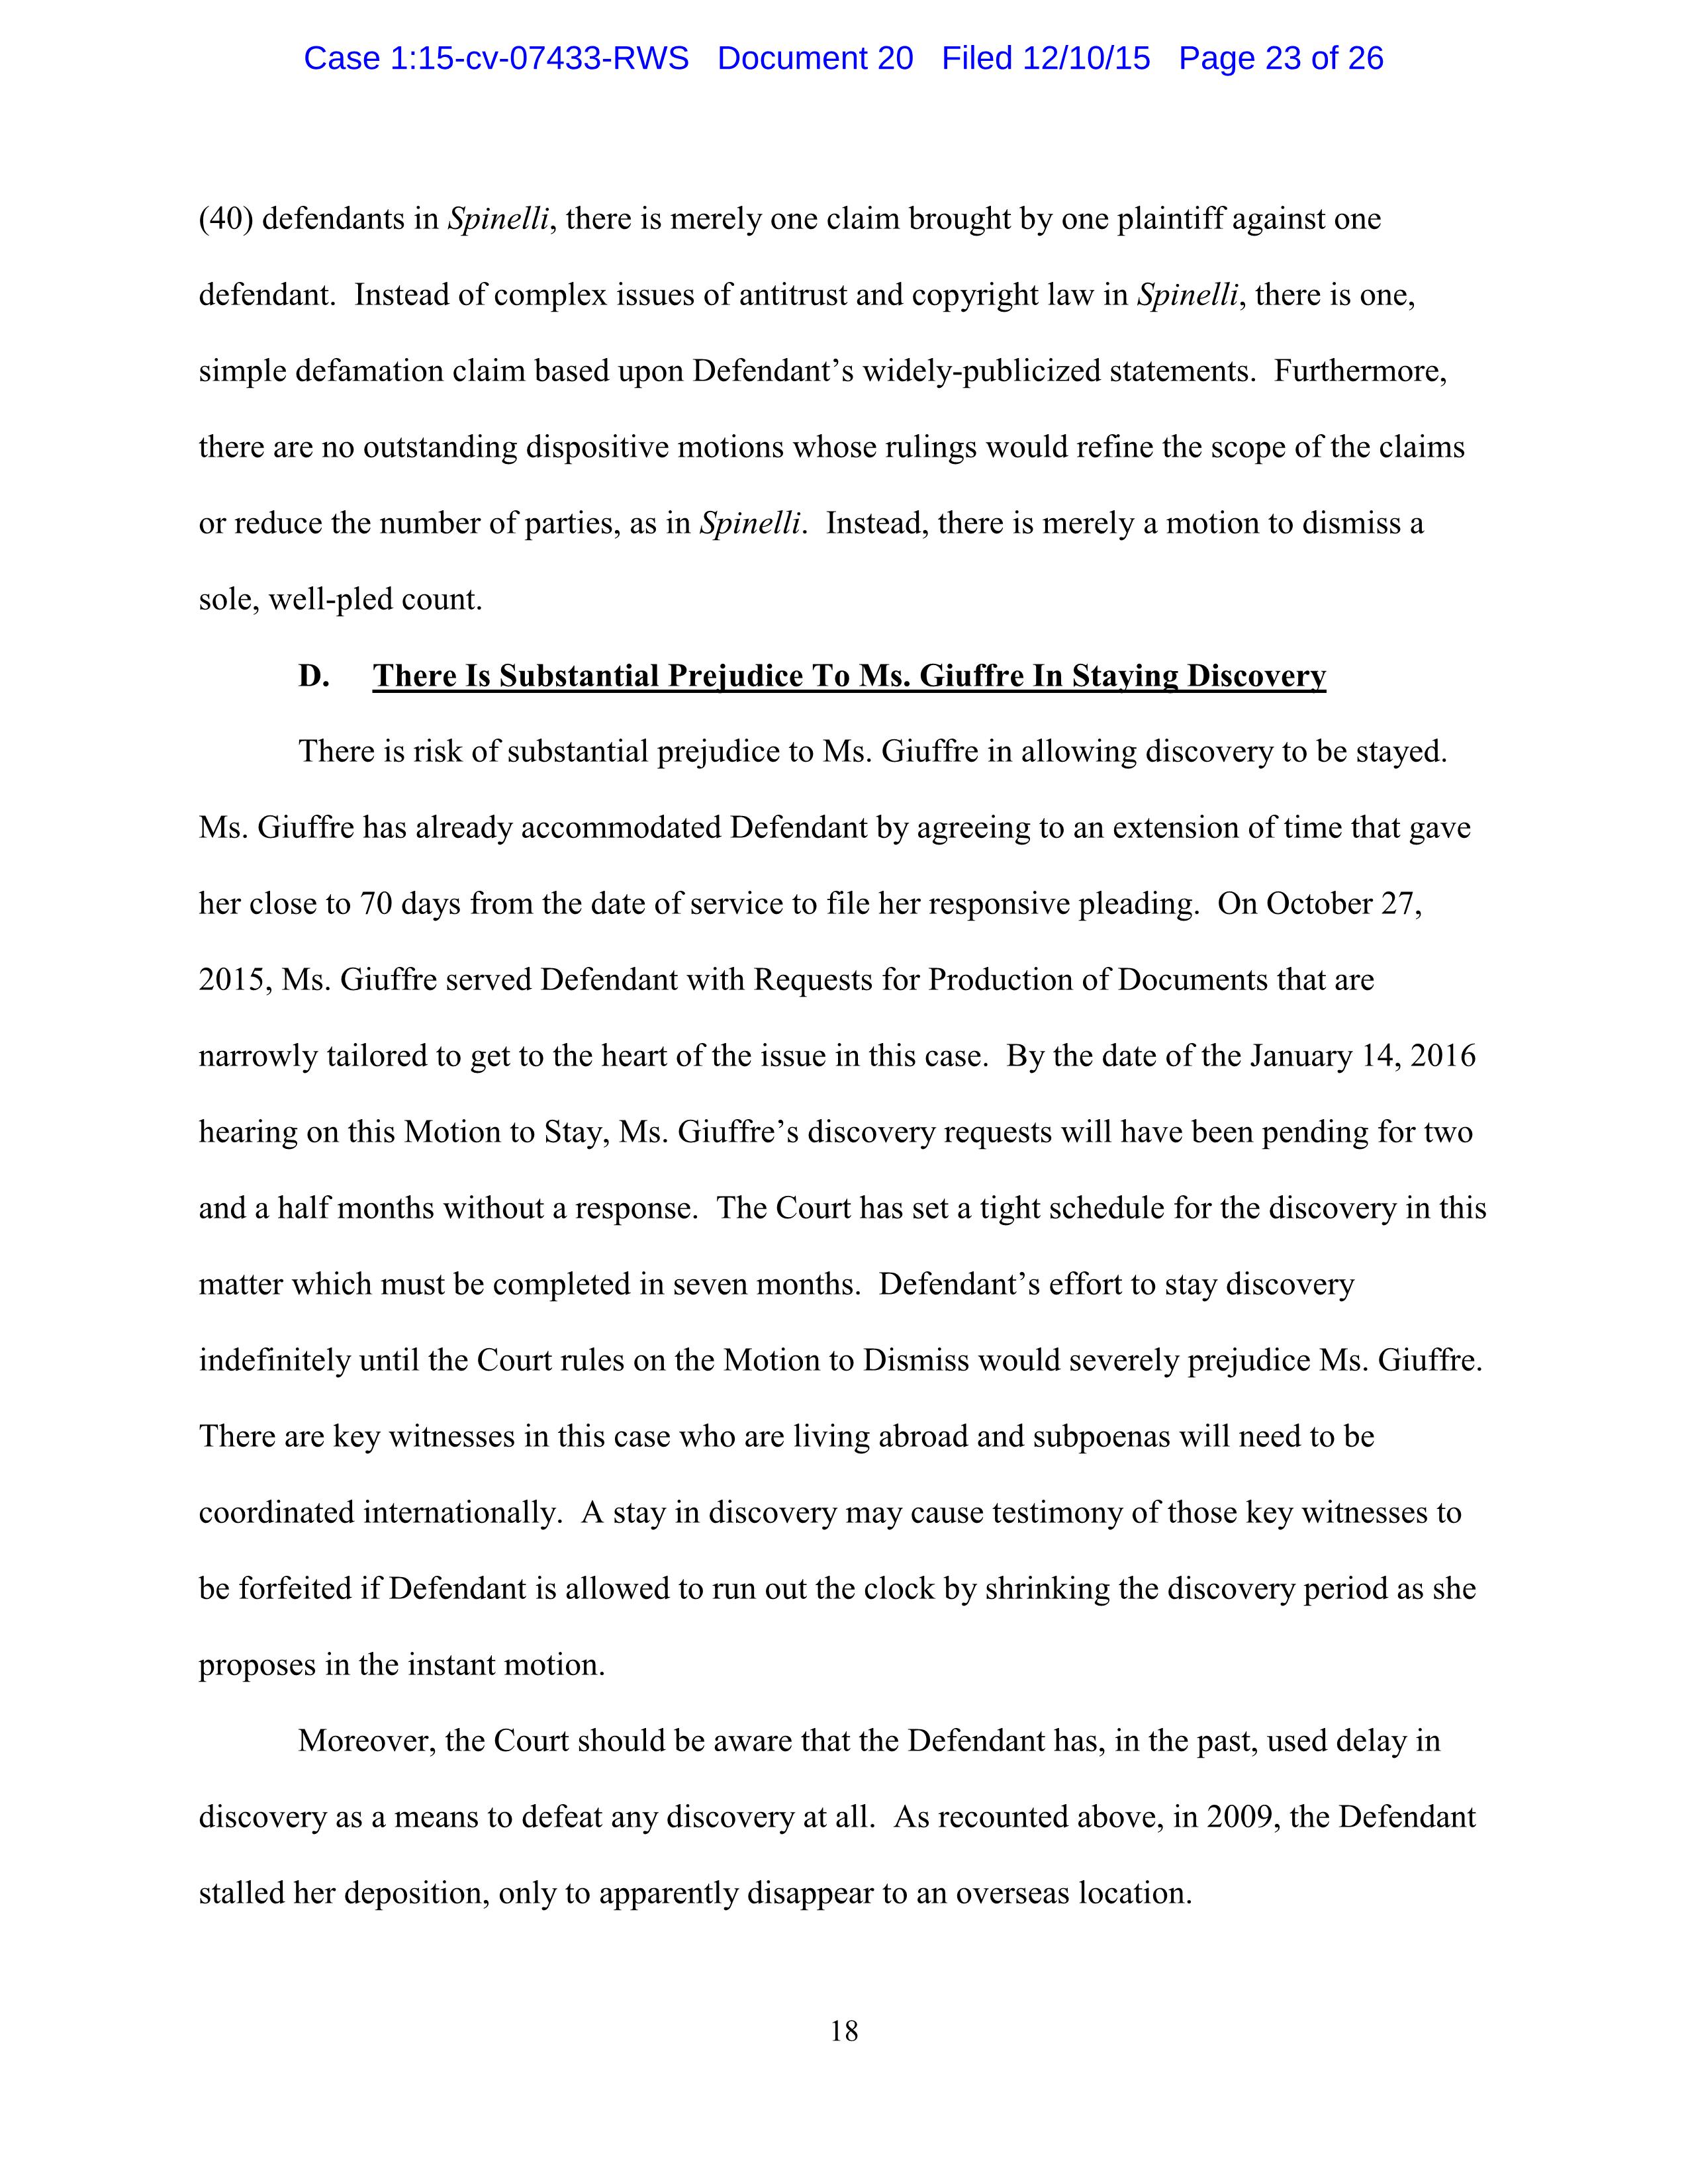 Case 1:15-cv-07433-RWS Document 20 Filed 12/10/15 Page 23 of 26
(40) defendants in Spinelli, there is merely one claim brought by one plaintiff against one
defendant. Instead of complex issues of antitrust and copyright law in Spinelli, there is one,
simple defamation claim based upon Defendant’s widely-publicized statements. Furthermore,
there are no outstanding dispositive motions whose rulings would refine the scope of the claims
or reduce the number of parties, as in Spinelli. Instead, there is merely a motion to dismiss a
sole, well-pled count.
D. There Is Substantial Prejudice To Ms. Giuffre In Staying Discovery
There is risk of substantial prejudice to Ms. Giuffre in allowing discovery to be stayed.
Ms. Giuffre has already accommodated Defendant by agreeing to an extension of time that gave
her close to 70 days from the date of service to file her responsive pleading. On October 27,
2015, Ms. Giuffre served Defendant with Requests for Production of Documents that are
narrowly tailored to get to the heart of the issue in this case. By the date of the January 14, 2016
hearing on this Motion to Stay, Ms. Giuffre’s discovery requests will have been pending for two
and a half months without a response. The Court has set a tight schedule for the discovery in this
matter which must be completed in seven months. Defendant’s effort to stay discovery
indefinitely until the Court rules on the Motion to Dismiss would severely prejudice Ms. Giuffre.
There are key witnesses in this case who are living abroad and subpoenas will need to be
coordinated internationally. A stay in discovery may cause testimony of those key witnesses to
be forfeited if Defendant is allowed to run out the clock by shrinking the discovery period as she
proposes in the instant motion.
Moreover, the Court should be aware that the Defendant has, in the past, used delay in
discovery as a means to defeat any discovery at all. As recounted above, in 2009, the Defendant
stalled her deposition, only to apparently disappear to an overseas location.
18